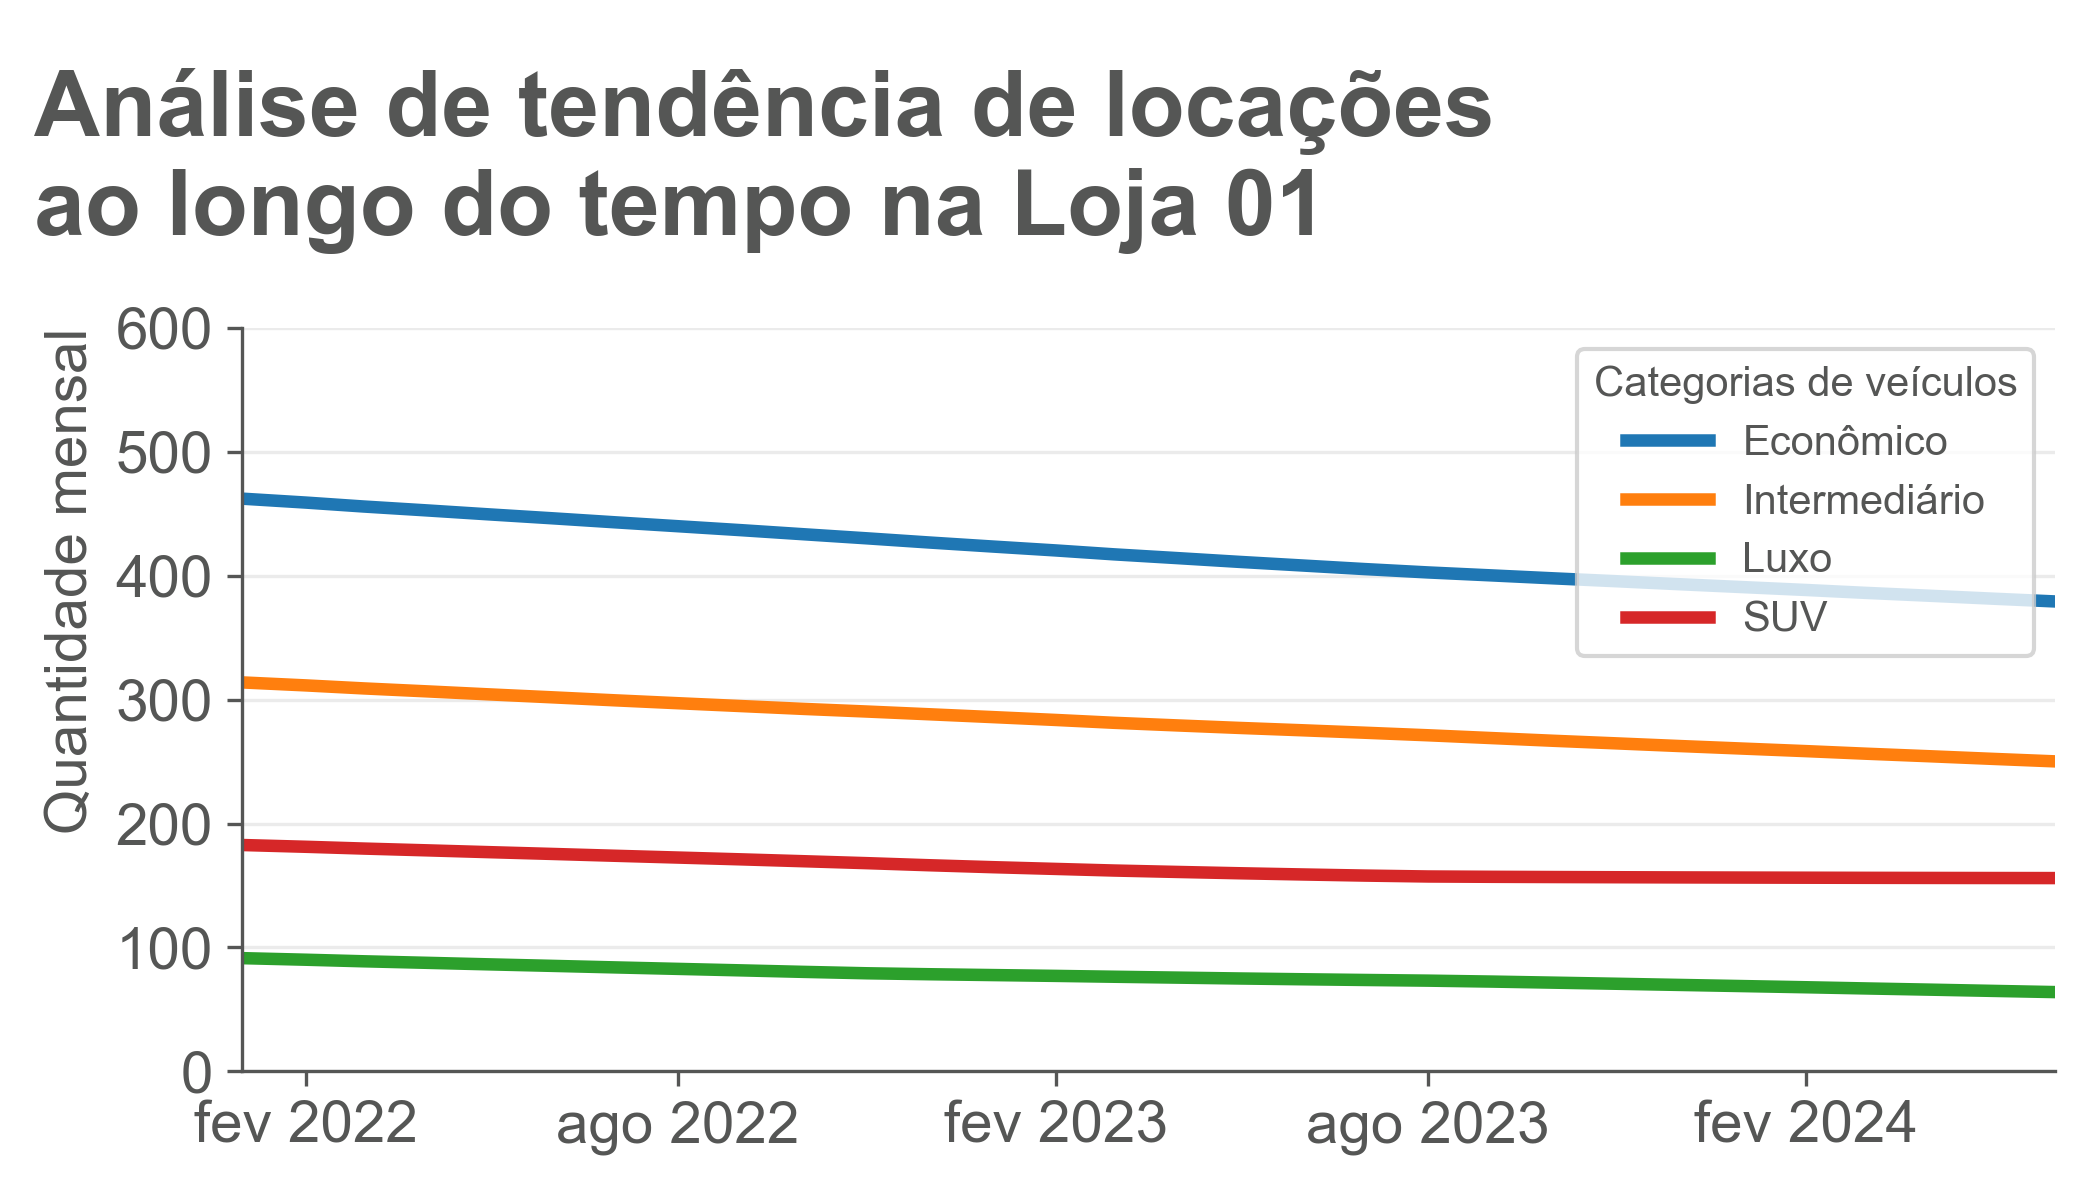 Análise de tendência de locações
ao longo do tempo na Loja 01
Quantidade mensal
600
500
400
300
200
100
0
Categorias de veículos
Econômico
Intermediário
Luxo
SUV
fev 2022
ago 2022
fev 2023
ago 2023
fev 2024